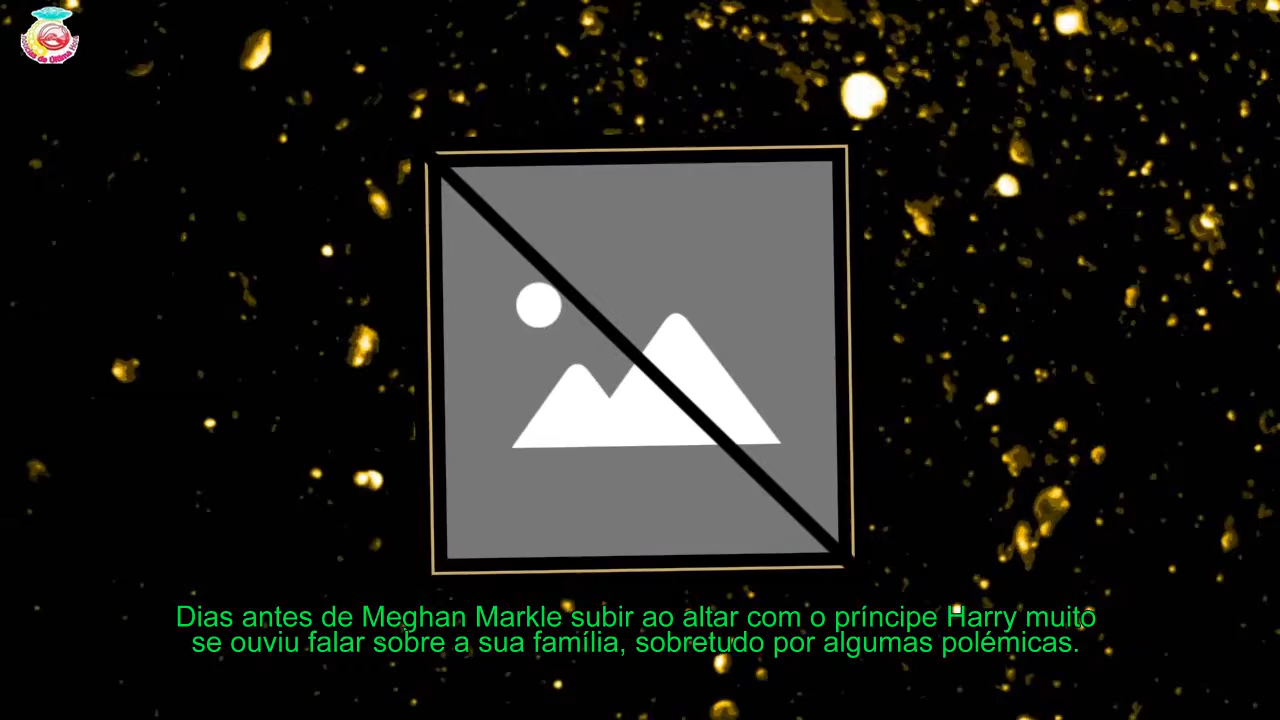 Dias antes de Meghan Markle subir ao altar com o príncipe Harry muito
se ouviu falar sobre a sua família, sobretudo por algumas polémicas.